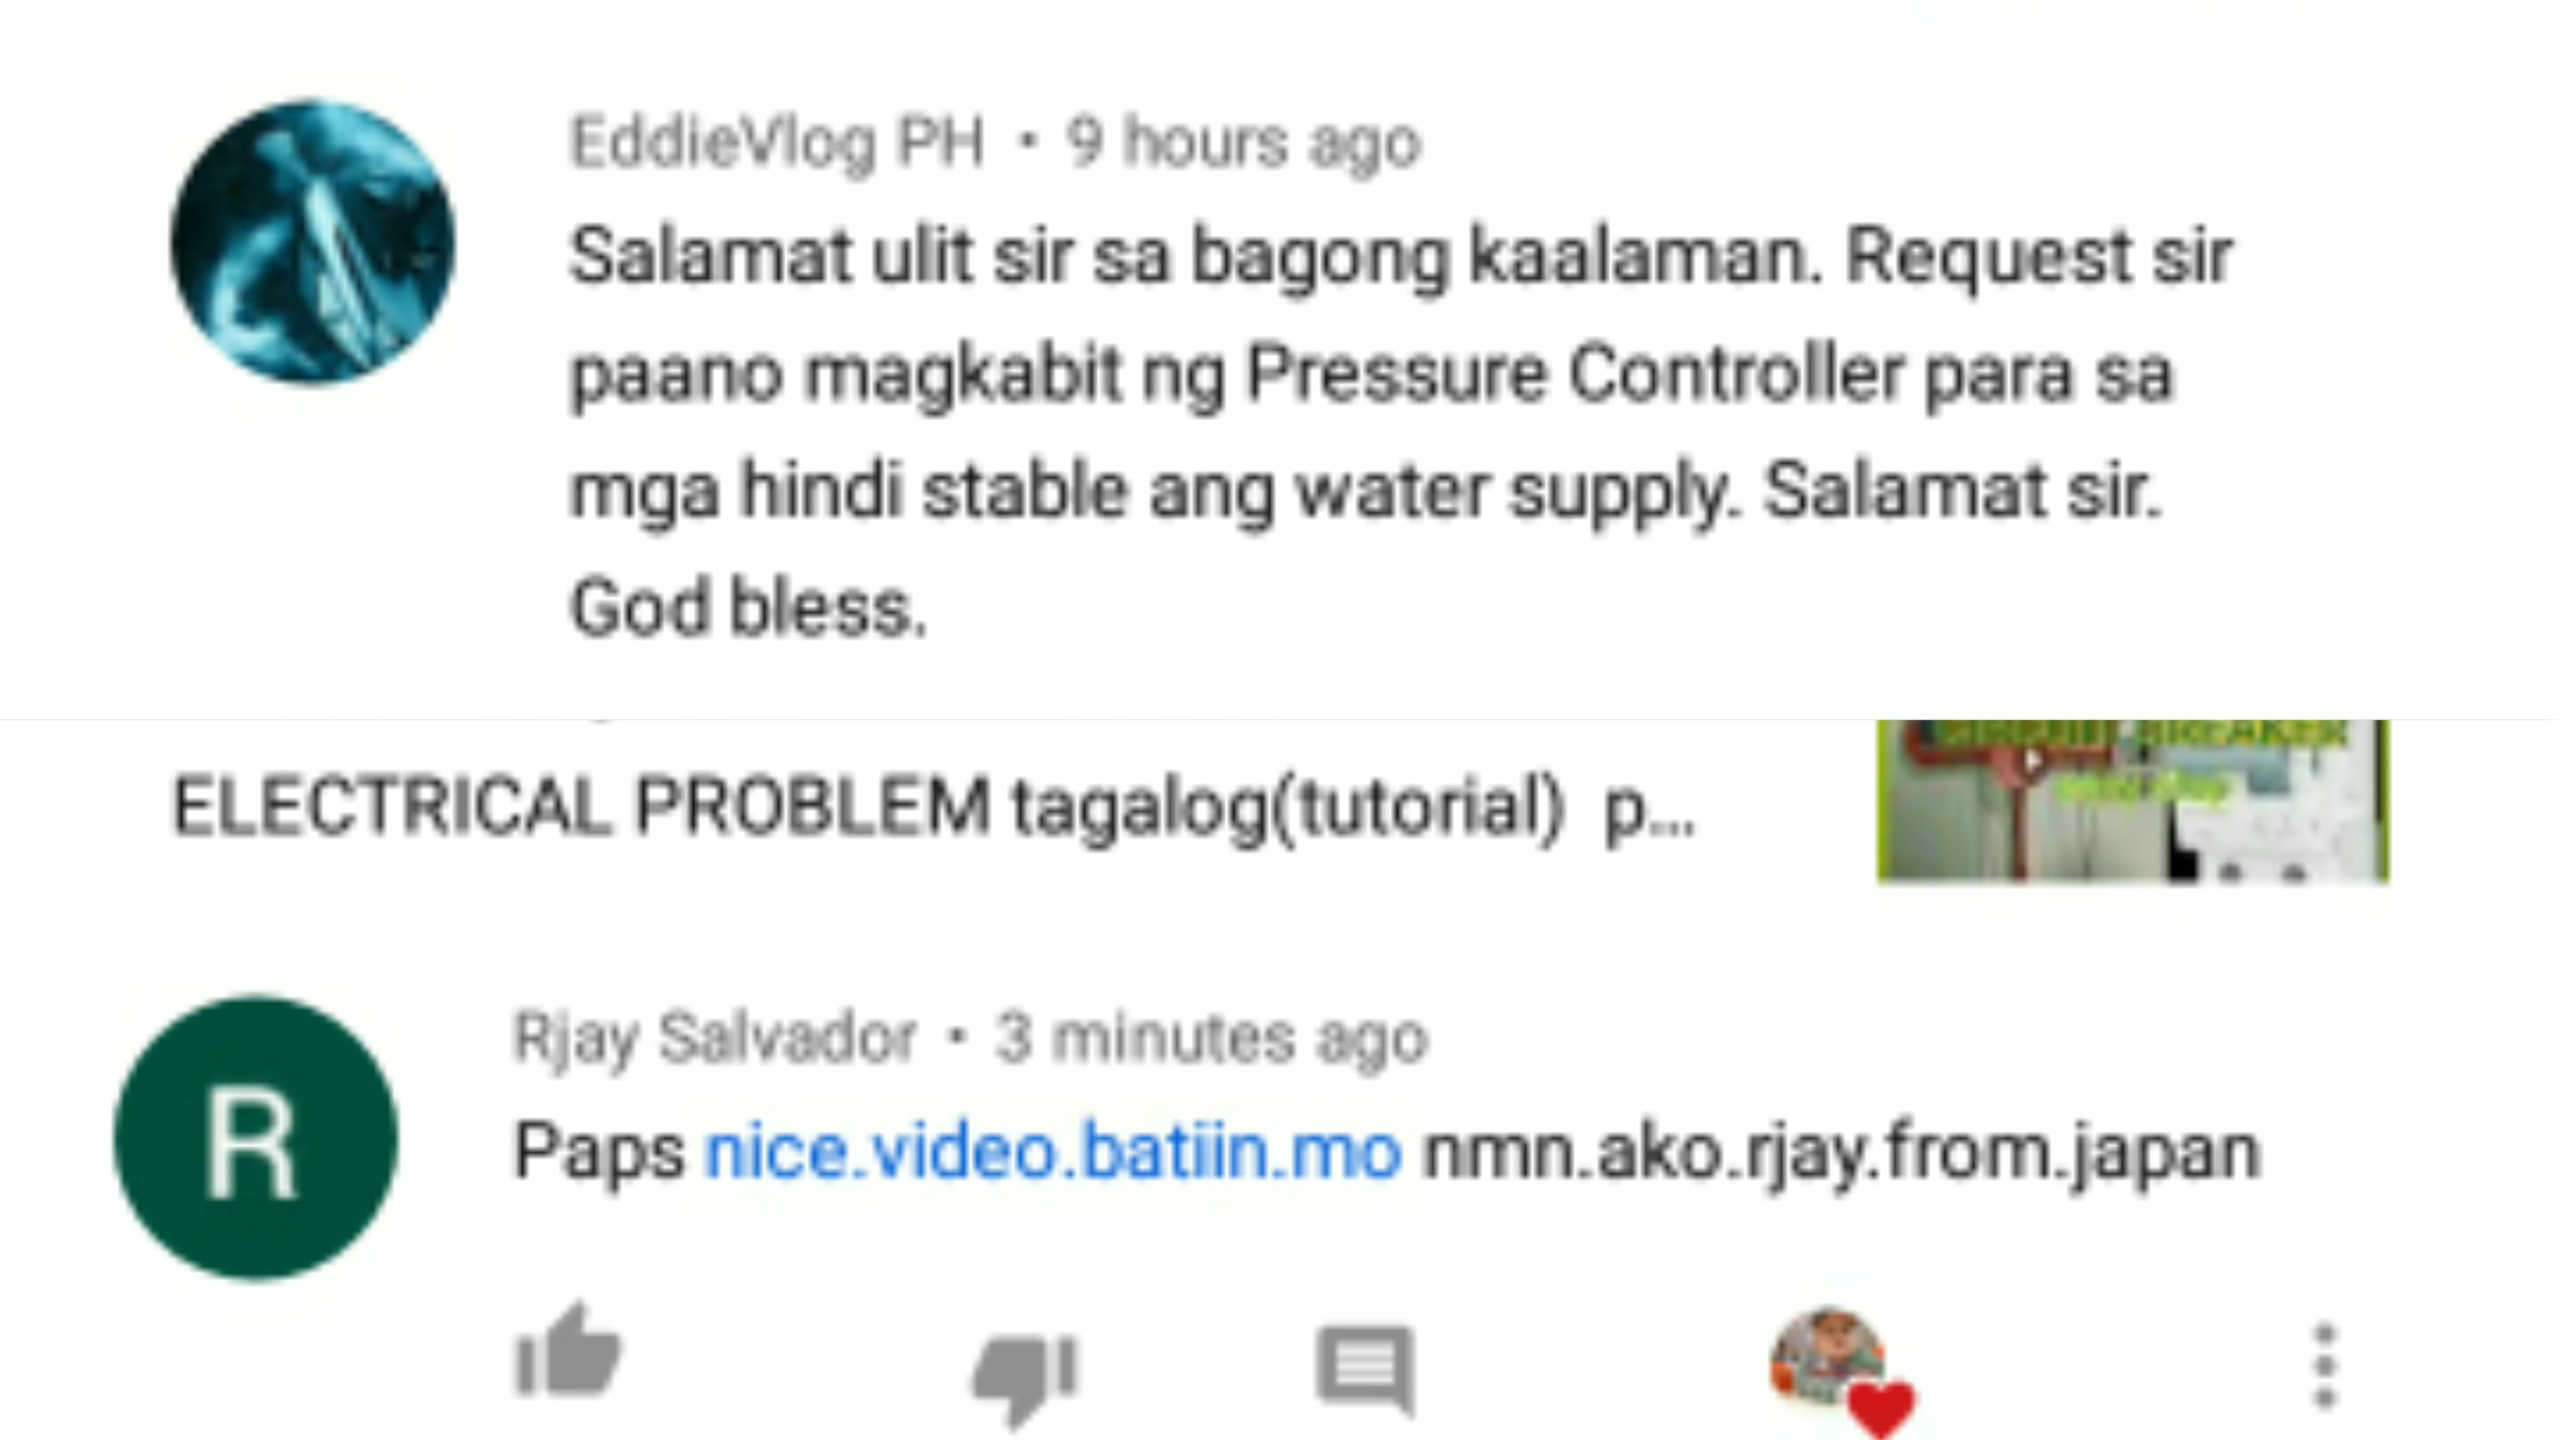 EddieVlog PH • 9 hours ago
Salamat ulit sir sa bagong kaalaman. Request sir
paano magkabit ng Pressure Controller para sa
mga hindi stable ang water supply. Salamat sir.
God bless.
BREAKER
ELECTRICAL PROBLEM tagalog(tutorial) p...
R
Rjay Salvador • 3 minutes ago
Paps nice.video.batiin.mo nmn.ako.rjay.from.japan